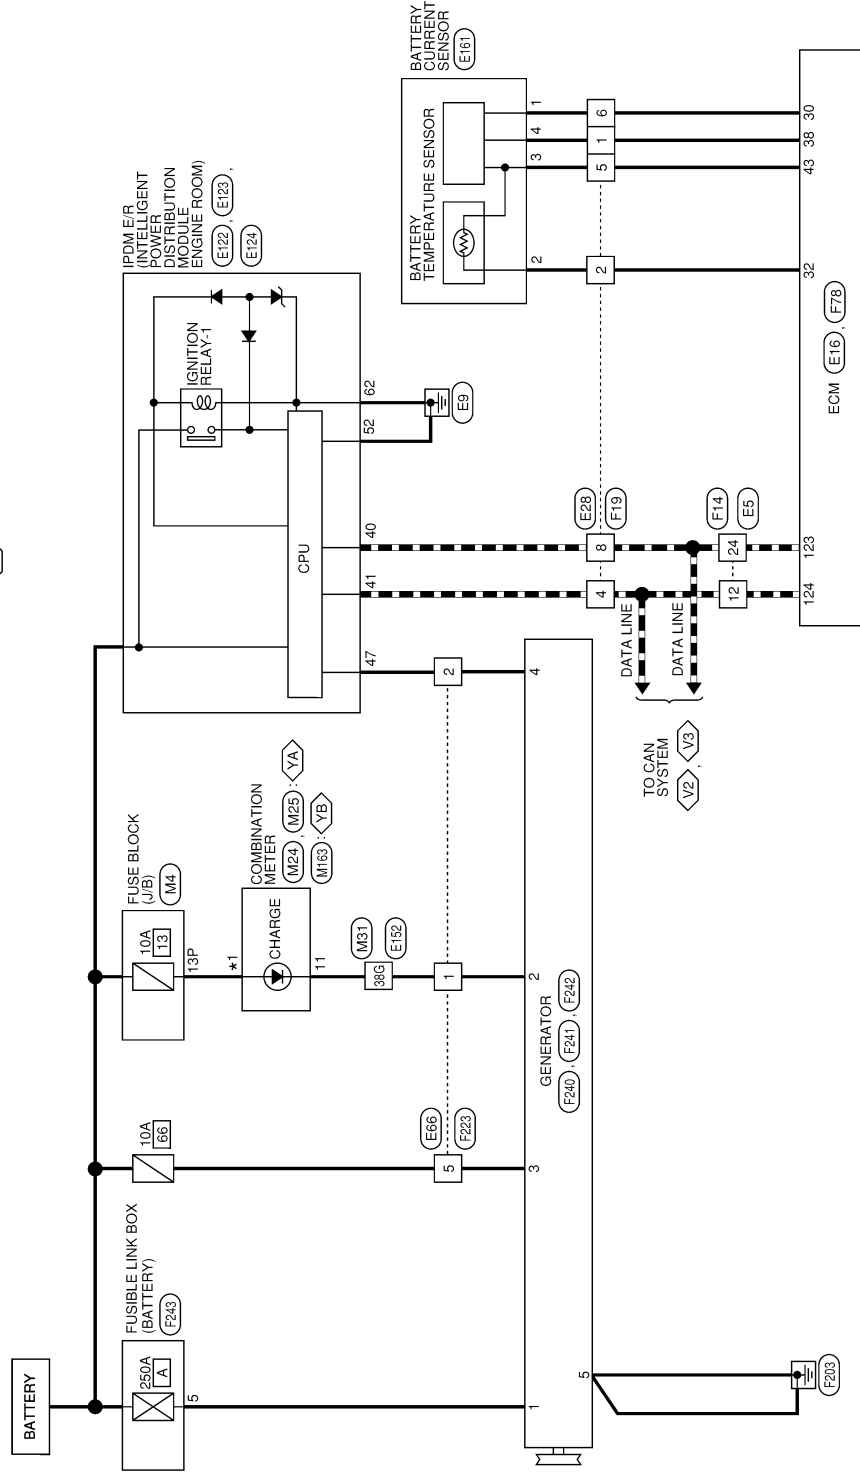 BATTERY
FUSIBLE LINK BOX
(BATTERY)
F243
250A
A
5
10A
66
FUSE BLOCK
(J/B)
M4
10A
13
13P
*1
CHARGE
COMBINATION
METER
M24 , M25 : YA
M163 : YB
11
38G
M31
E152
E66
F223
5
1
2
1
3
2
4
GENERATOR
F240 , F241 , F242
5
F203
IPDM E/R
(INTELLIGENT
POWER
DISTRIBUTION
MODULE
ENGINE ROOM)
E122 , E123 ,
E124
IGNITION
RELAY-1
CPU
47
41
40
52
62
E9
E28
F19
4
8
2
5
1
6
DATA LINE
DATA LINE
TO CAN
SYSTEM
V2 , V3
F14
E5
12
24
BATTERY
CURRENT
SENSOR
E161
BATTERY
TEMPERATURE SENSOR
2
3
4
1
124
123
32
43
38
30
ECM E16 , F78